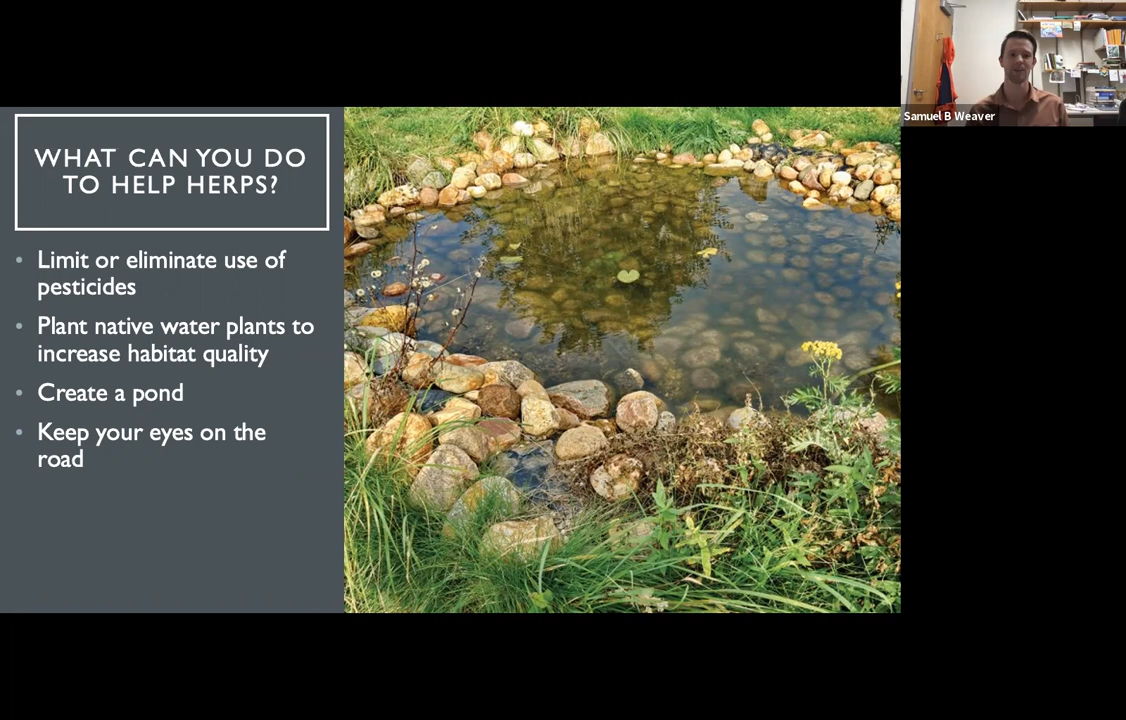 WHAT CAN YOU DO
TO HELP HERPS?
• Limit or eliminate use of
pesticides
• Plant native water plants to
increase habitat quality
• Create a pond
• Keep your eyes on the
road
Samuel B Weaver